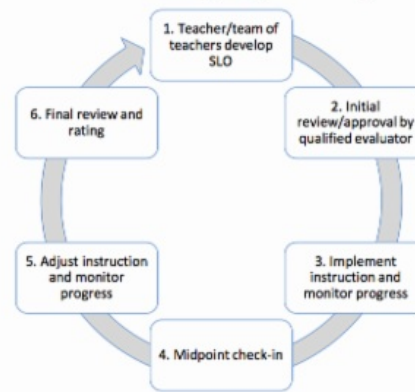 1. Teacher/team of
teachers develop
SLO
2. Initial
review/approval by
qualified evaluator
3. Implement
instruction and
monitor progress
4. Midpoint check-in
5. Adjust instruction
and monitor
progress
6. Final review and
rating